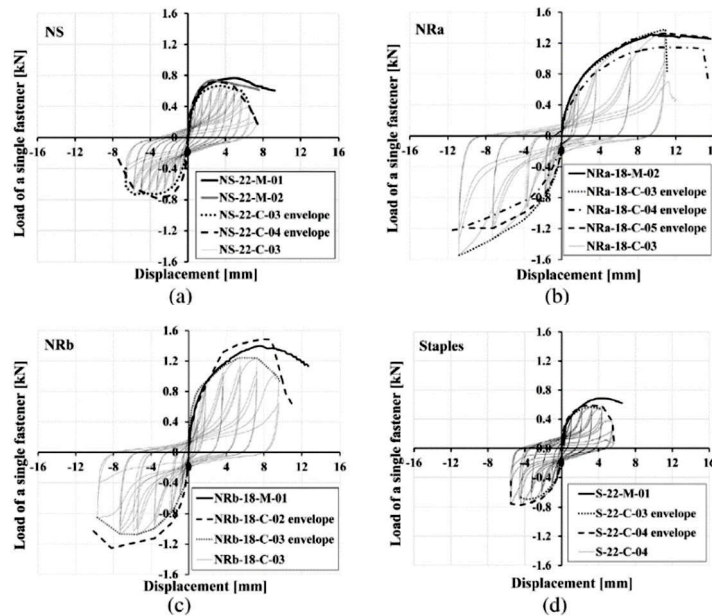 NS
Load of a single fastener [kN]
1.6
1.2
0.8
0.4
0
-0.4
-0.8
-1.2
-1.6
-16 -12 -8 -4 0 4 8 12 16
NS-22-M-01
NS-22-M-02
NS-22-C-03 envelope
NS-22-C-04 envelope
NS-22-C-03
Displacement [mm]
(a)
NRa
Load of a single fastener [kN]
1.6
1.2
0.8
0.4
0
-0.4
-0.8
-1.2
-1.6
-16 -12 -8 -4 0 4 8 12 16
NRa-18-M-02
NRa-18-C-03 envelope
NRa-18-C-04 envelope
NRa-18-C-05 envelope
NRa-18-C-03
Displacement [mm]
(b)
NRb
Load of a single fastener [kN]
1.6
1.2
0.8
0.4
0
-0.4
-0.8
-1.2
-1.6
-16 -12 -8 -4 0 4 8 12 16
NRb-18-M-01
NRb-18-C-02 envelope
NRb-18-C-03 envelope
NRb-18-C-03
Displacement [mm]
(c)
Staples
Load of a single fastener [kN]
1.6
1.2
0.8
0.4
0.0
-0.4
-0.8
-1.2
-1.6
-16 -12 -8 -4 0 4 8 12 16
S-22-M-01
S-22-C-03 envelope
S-22-C-04 envelope
S-22-C-04
Displacement [mm]
(d)